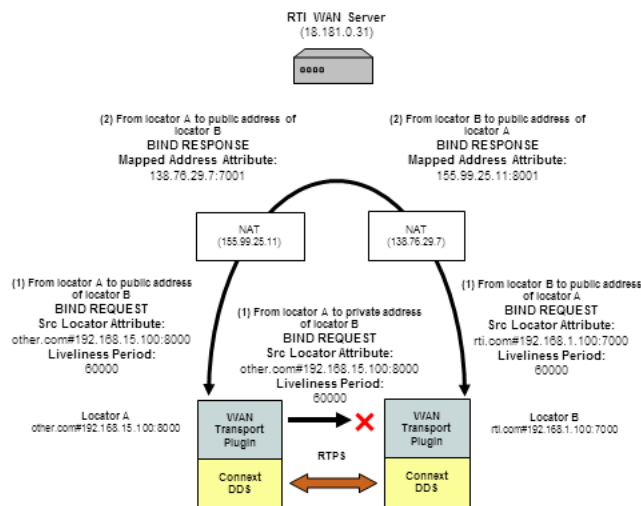 RTI WAN Server
(18.181.0.31)
(2) From locator A to public address of
locator B
BIND RESPONSE
Mapped Address Attribute:
138.76.29.7:7001
(2) From locator B to public address of
locator A
BIND RESPONSE
Mapped Address Attribute:
155.99.25.11:8001
NAT
(155.99.25.11)
NAT
(138.76.29.7)
(1) From locator A to public address
of locator B
BIND REQUEST
Src Locator Attribute:
other.com#192.168.15.100:8000
Liveliness Period:
60000
(1) From locator A to private address
of locator B
BIND REQUEST
Src Locator Attribute:
other.com#192.168.15.100:8000
Liveliness Period:
60000
(1) From locator B to public address
of locator A
BIND REQUEST
Src Locator Attribute:
rti.com#192.168.1.100:7000
Liveliness Period:
60000
Locator A
other.com#192.168.15.100:8000
WAN
Transport
Plugin
Connext
DDS
RTPS
WAN
Transport
Plugin
Connext
DDS
Locator B
rti.com#192.168.1.100:7000